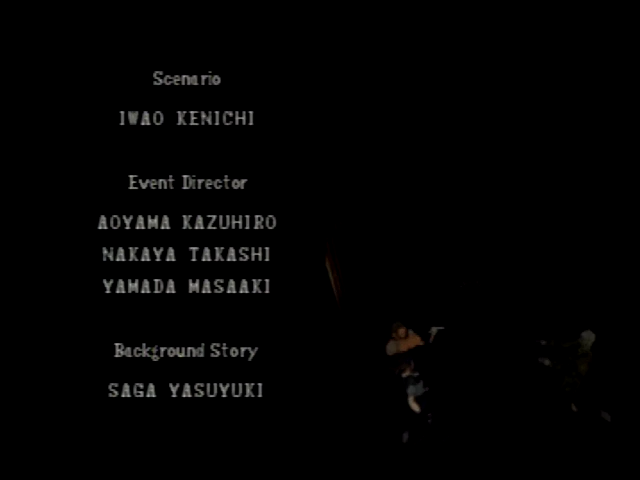 Scenario
IWAO KENICHI
Event Director
AOYAMA KAZUHIRO
NAKAYA TAKASHI
YAMADA MASAAKI
Background Story
SAGA YASUYUKI